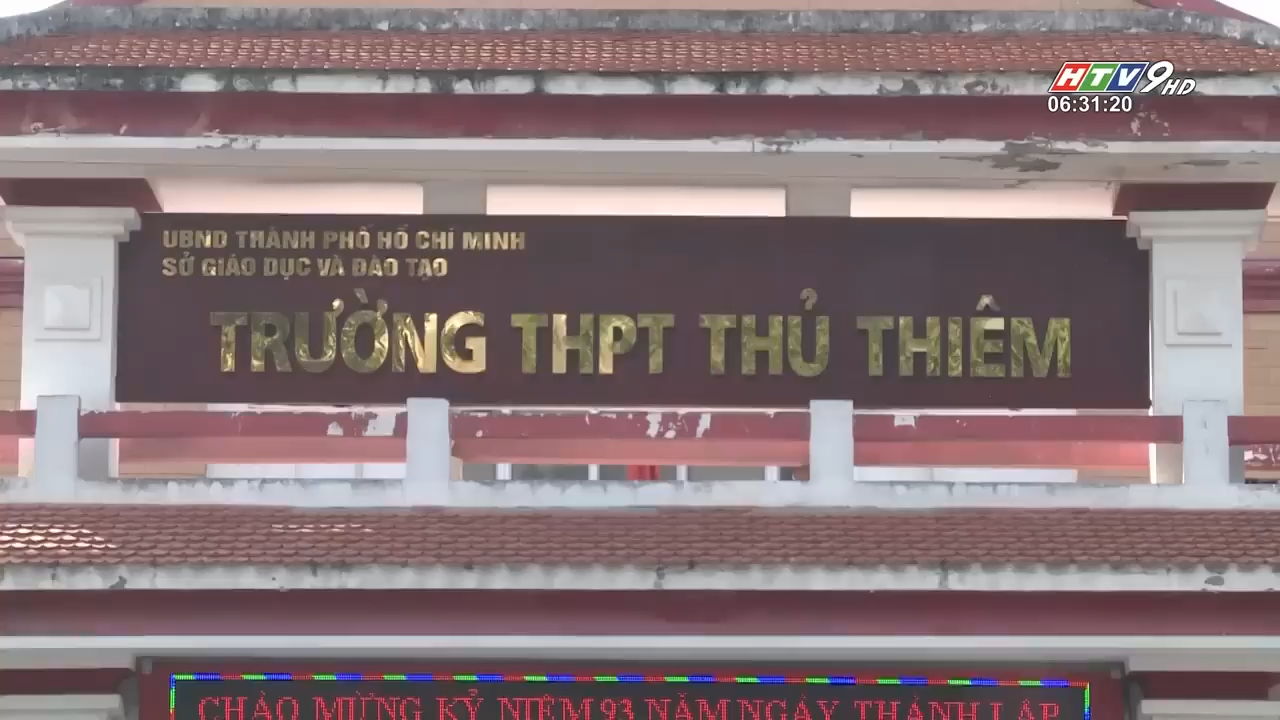 HTV9 HD
06:31:20
UBND THÀNH PHỐ HỒ CHÍ MINH
SỞ GIÁO DỤC VÀ ĐÀO TẠO
TRƯỜNG THPT THỦ THIÊM
CHÀO MỪNG KỶ NIỆM 93 NĂM NGÀY THÀNH LẬP